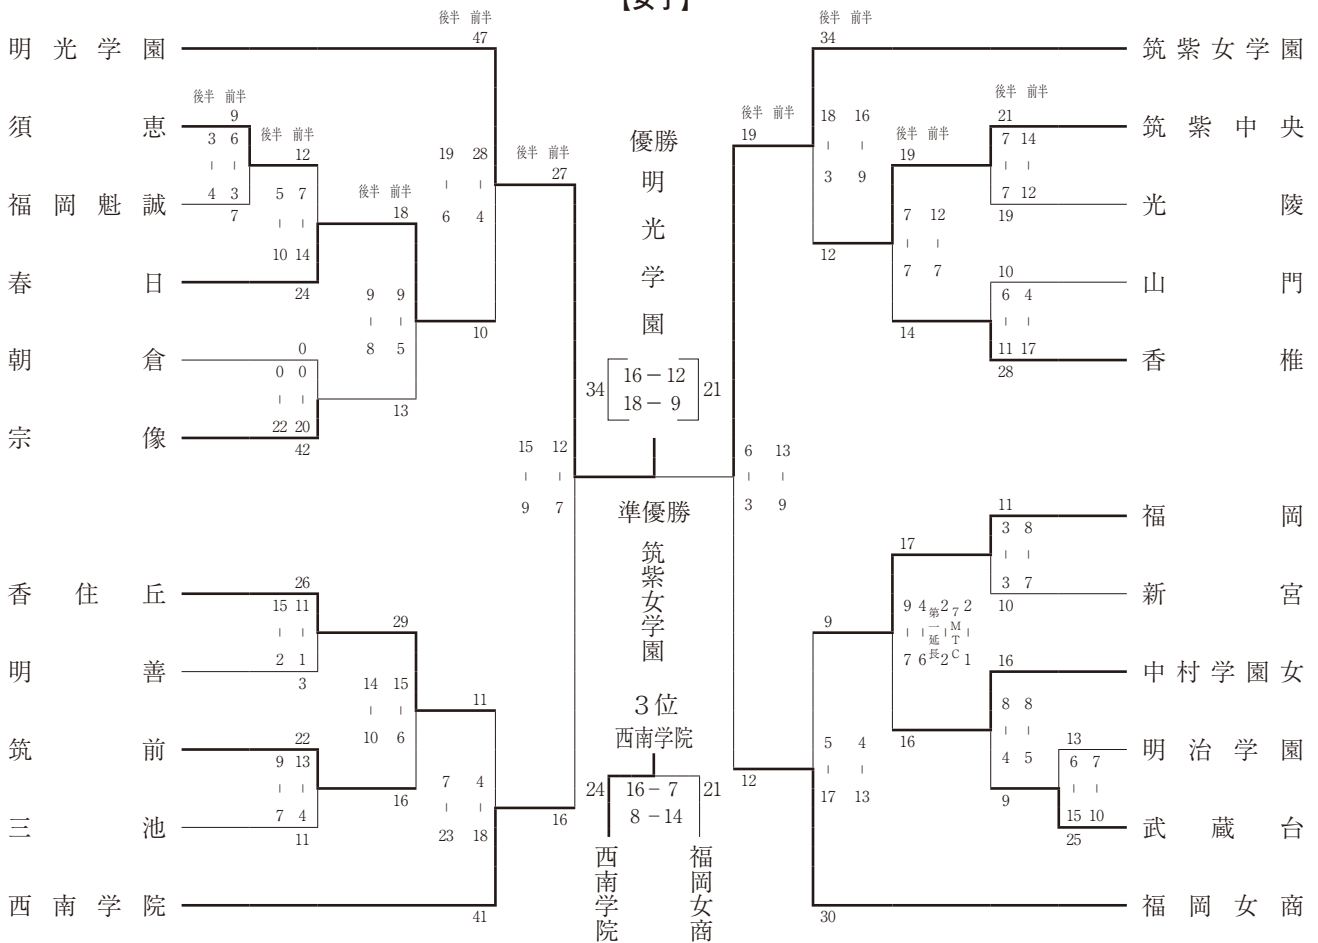 【女子】
後半 前半
47
明光学園
後半 前半
9
須恵
3 6
4 3
福岡魁誠
7
後半 前半
12
5 7
10 14
春日
24
後半 前半
18
9 9
8 5
朝倉
0
0 0
22 20
宗像
42
13
19 28
6 4
10
後半 前半
27
15 12
9 7
香住丘
26
15 11
2 1
明善
3
29
14 15
10 6
筑前
22
9 13
7 4
三池
11
16
11
7 4
23 18
西南学院
41
16
優勝
明光学園
34
16－12
18－ 9
21
準優勝
筑紫女学園
３位
西南学院
24
16－ 7
8 －14
21
西南学院
福岡女商
後半 前半
34
筑紫女学園
後半 前半
19
18 16
3 9
12
後半 前半
19
7 12
7 7
14
後半 前半
21
筑紫中央
7 14
7 12
光陵
19
10
山門
6 4
11 17
香椎
28
6 13
3 9
11
福岡
3 8
3 7
新宮
10
17
9 4 2 2
第一延長
7MTC
7 6 2 1
16
中村学園女
8 8
4 5
9
13
明治学園
6 7
15 10
武蔵台
25
16
9
5 4
17 13
12
福岡女商
30